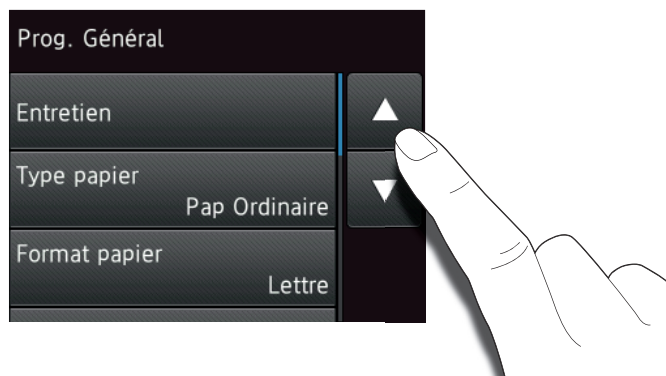 Prog. Général
Entretien
Type papier
Pap Ordinaire
Format papier
Lettre